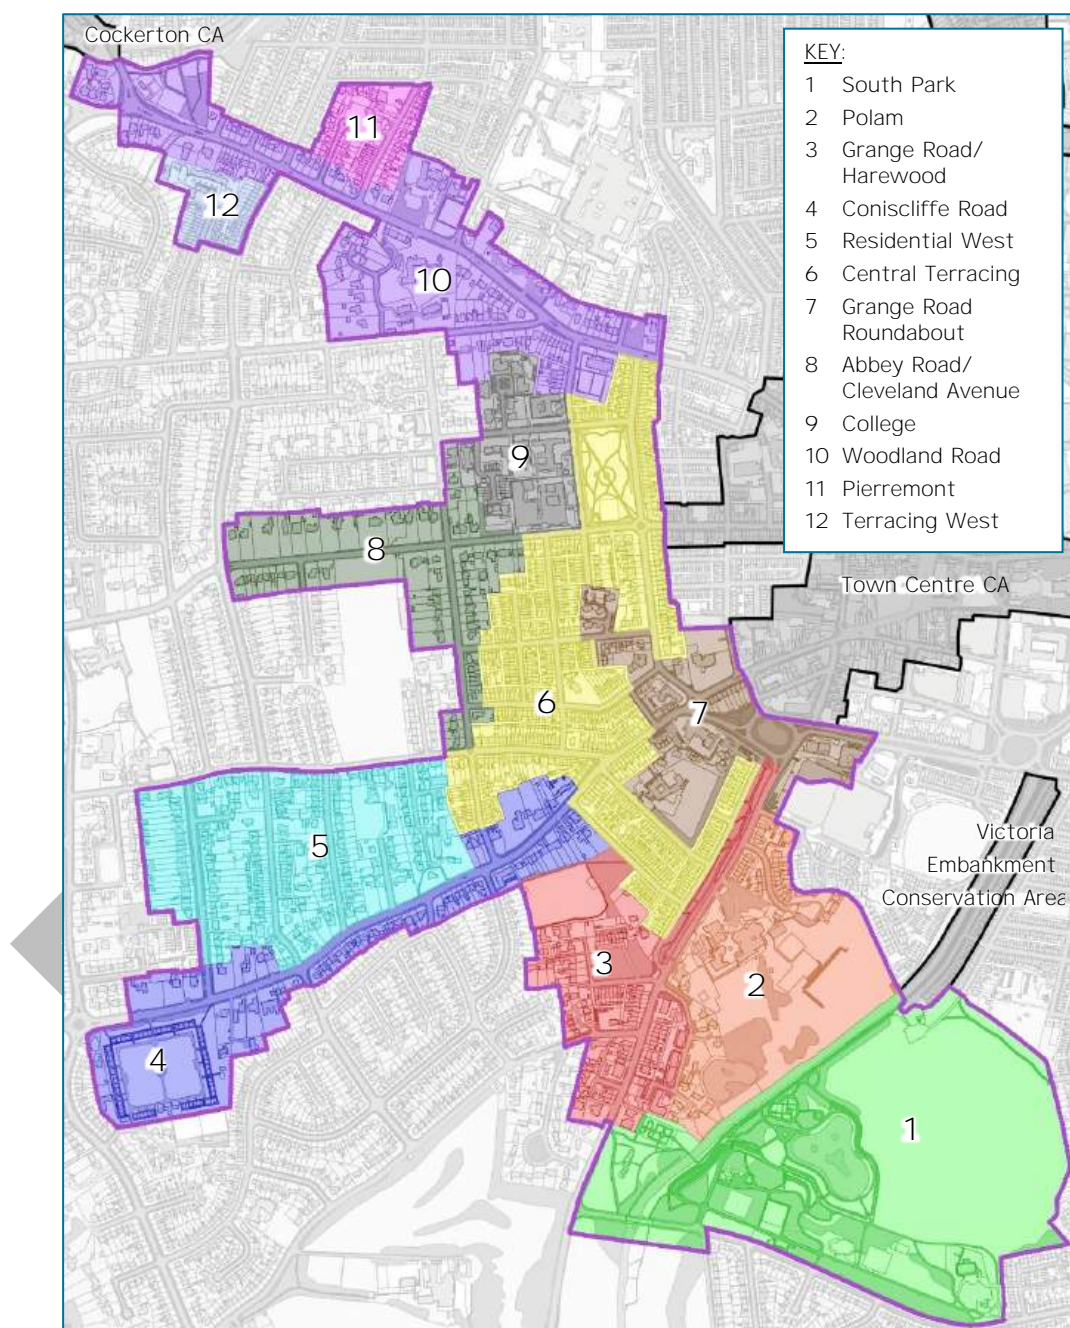 Cockerton CA
KEY:
1 South Park
2 Polam
3 Grange Road/
Harewood
4 Coniscliffe Road
5 Residential West
6 Central Terracing
7 Grange Road
Roundabout
8 Abbey Road/
Cleveland Avenue
9 College
10 Woodland Road
11 Pierremont
12 Terracing West
11
12
10
9
8
Town Centre CA
6
7
5
Victoria
Embankment
Conservation Area
3
2
4
1